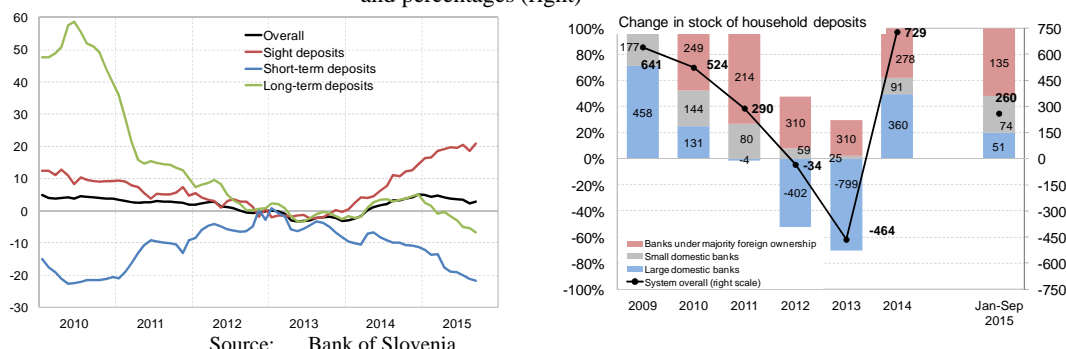 and percentages (right)
60
50
40
30
20
10
0
-10
-20
-30
Overall
Sight deposits
Short-term deposits
Long-term deposits
2010 2011 2012 2013 2014 2015
Change in stock of household deposits
100%
80%
60%
40%
20%
0%
-20%
-40%
-60%
-80%
-100%
750
600
450
300
150
0
-150
-300
-450
-600
-750
177 249 214 278 135
641 524 290 -34 -464 729 260
458 144 80 310 310 91 74
131 -4 59 25 360 51
-402 -799
Banks under majority foreign ownership
Small domestic banks
Large domestic banks
System overall (right scale)
2009 2010 2011 2012 2013 2014 Jan-Sep
2015
Source: Bank of Slovenia